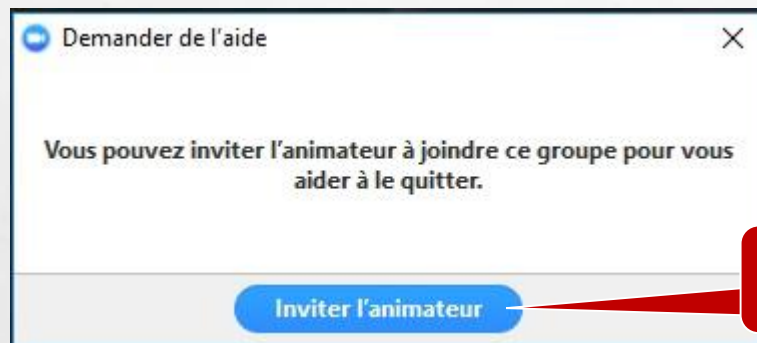 Demander de l'aide
Vous pouvez inviter l'animateur à joindre ce groupe pour vous
aider à le quitter.
Inviter l'animateur